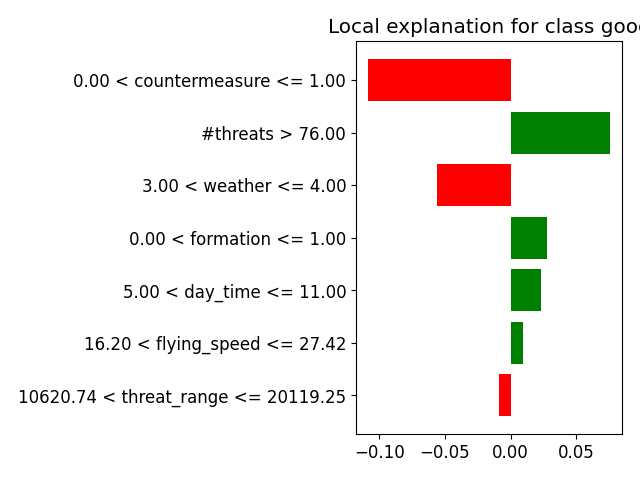 Local explanation for class good
0.00 < countermeasure <= 1.00
#threats > 76.00
3.00 < weather <= 4.00
0.00 < formation <= 1.00
5.00 < day_time <= 11.00
16.20 < flying_speed <= 27.42
10620.74 < threat_range <= 20119.25
−0.10 −0.05 0.00 0.05